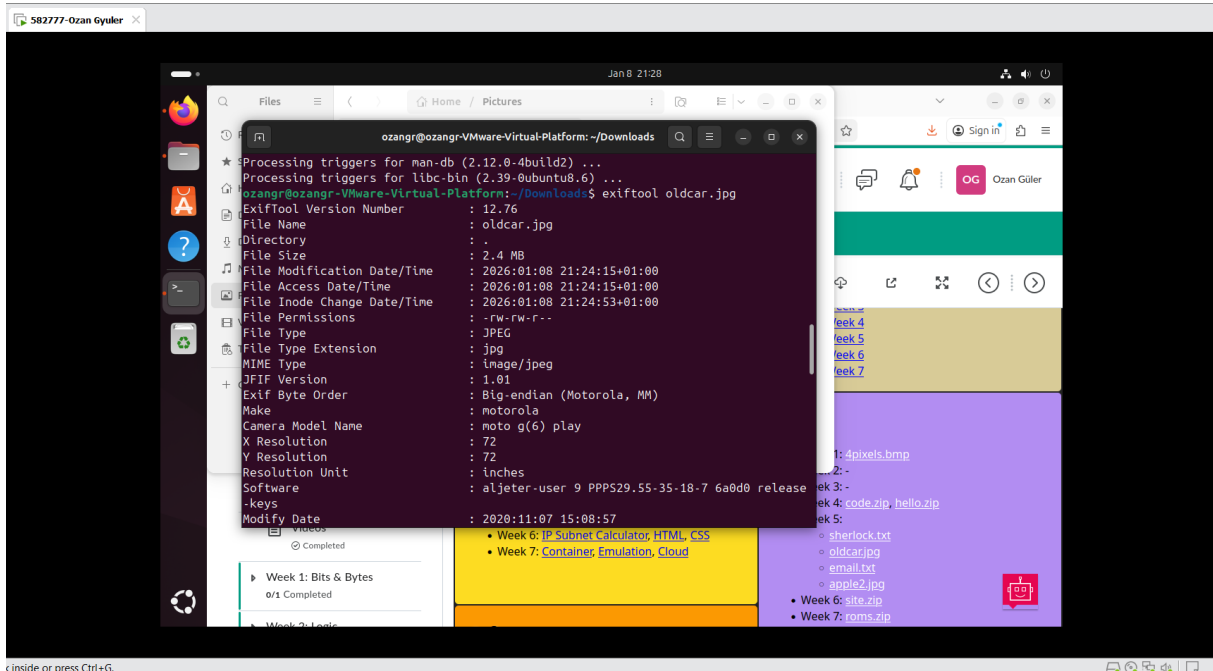 582777-Ozan Gyuler
Jan 8 21:28
Files
Home / Pictures
Sign in
ozangr@ozangr-VMware-Virtual-Platform: ~/Downloads
OG
Ozan Güler
Processing triggers for man-db (2.12.0-4build2) ...
Processing triggers for libc-bin (2.39-0ubuntu8.6) ...
ozangr@ozangr-VMware-Virtual-Platform:~/Downloads$ exiftool oldcar.jpg
ExifTool Version Number : 12.76
File Name : oldcar.jpg
Directory : .
File Size : 2.4 MB
File Modification Date/Time : 2026:01:08 21:24:15+01:00
File Access Date/Time : 2026:01:08 21:24:15+01:00
File Inode Change Date/Time : 2026:01:08 21:24:53+01:00
File Permissions : -rw-rw-r--
File Type : JPEG
File Type Extension : jpg
MIME Type : image/jpeg
JFIF Version : 1.01
Exif Byte Order : Big-endian (Motorola, MM)
Make : motorola
Camera Model Name : moto g(6) play
X Resolution : 72
Y Resolution : 72
Resolution Unit : inches
Software : aljeter-user 9 PPPS29.55-35-18-7 6a0d0 release
-keys
Modify Date : 2020:11:07 15:08:57
Week 4
Week 5
Week 6
Week 7
1: 4pixels.bmp
2: -
3: -
4: code.zip, hello.zip
5:
sherlock.txt
oldcar.jpg
email.txt
apple2.jpg
Week 6: site.zip
Week 7: roms.zip
Videos
Completed
Week 1: Bits & Bytes
0/1 Completed
Week 2: Logic
Week 6: IP Subnet Calculator, HTML, CSS
Week 7: Container, Emulation, Cloud
inside or press Ctrl+G.